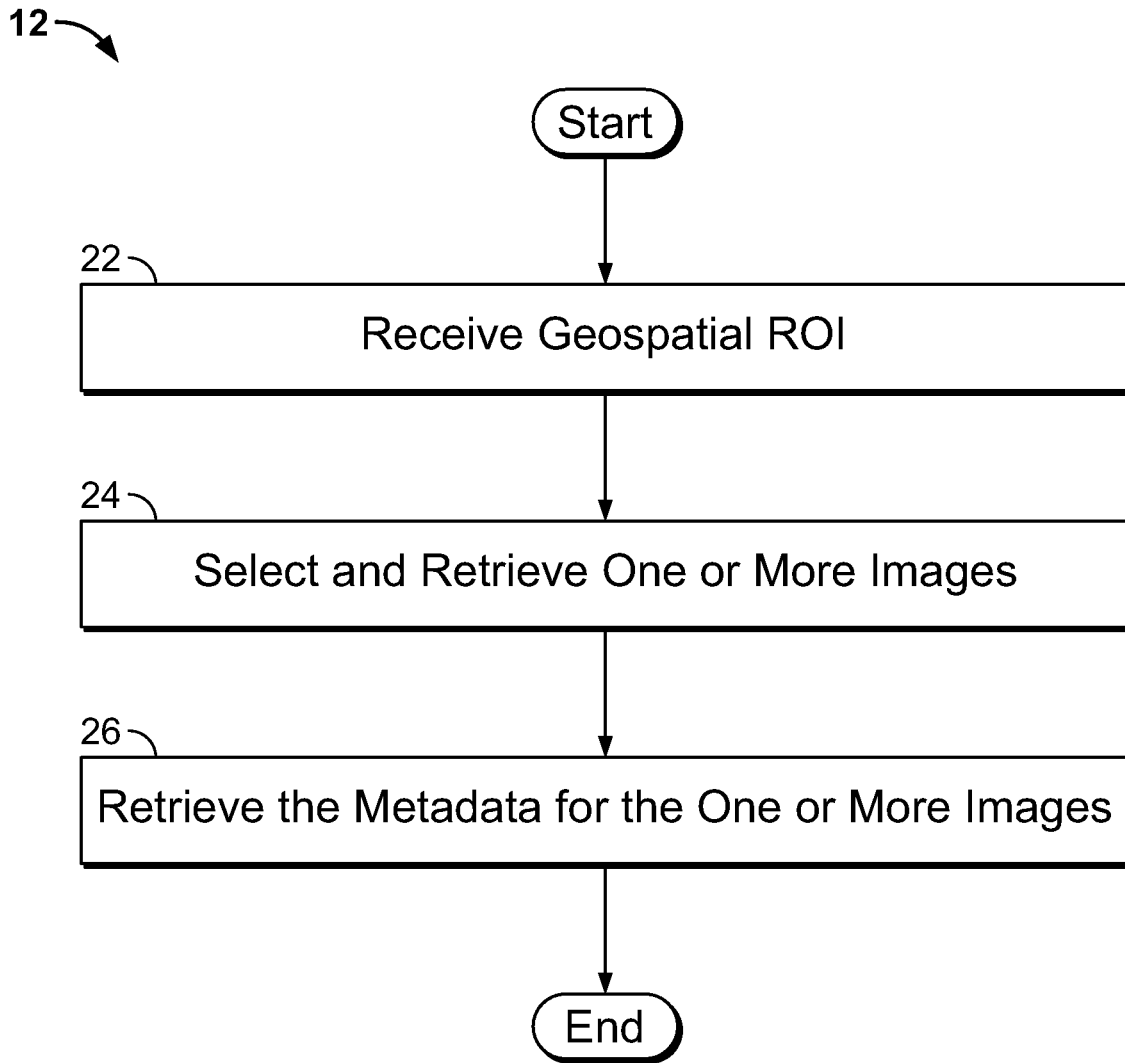 12
Start
22
Receive Geospatial ROI
24
Select and Retrieve One or More Images
26
Retrieve the Metadata for the One or More Images
End